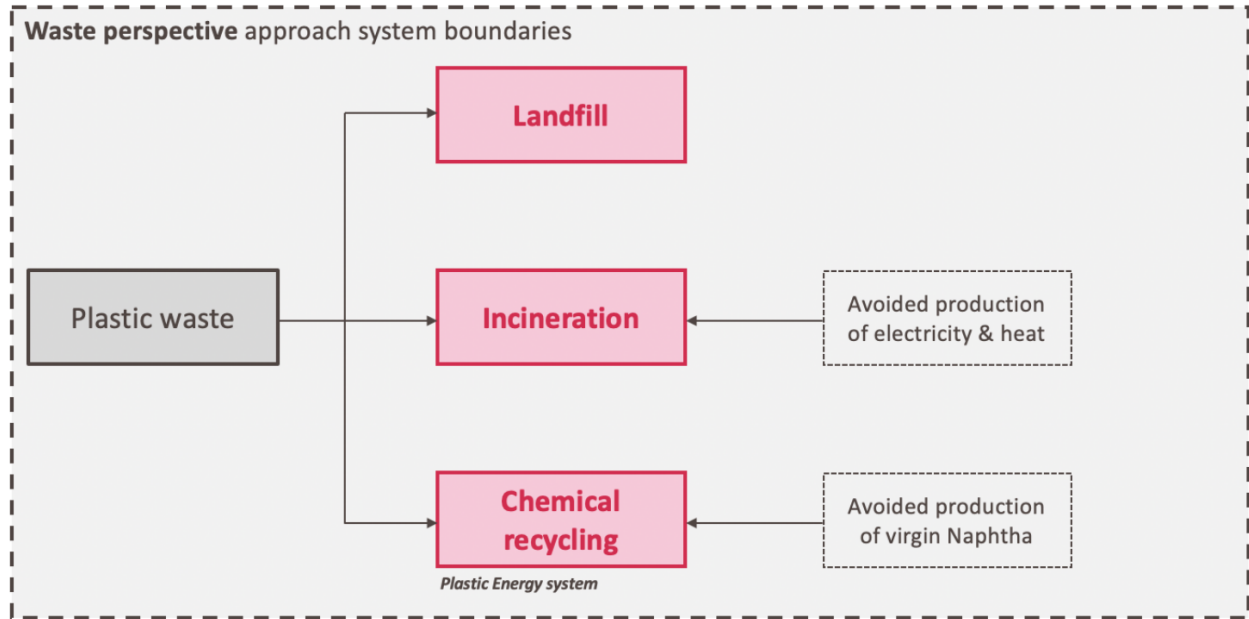 Waste perspective approach system boundaries
Landfill
Plastic waste
Incineration
Avoided production
of electricity & heat
Chemical
recycling
Plastic Energy system
Avoided production
of virgin Naphtha